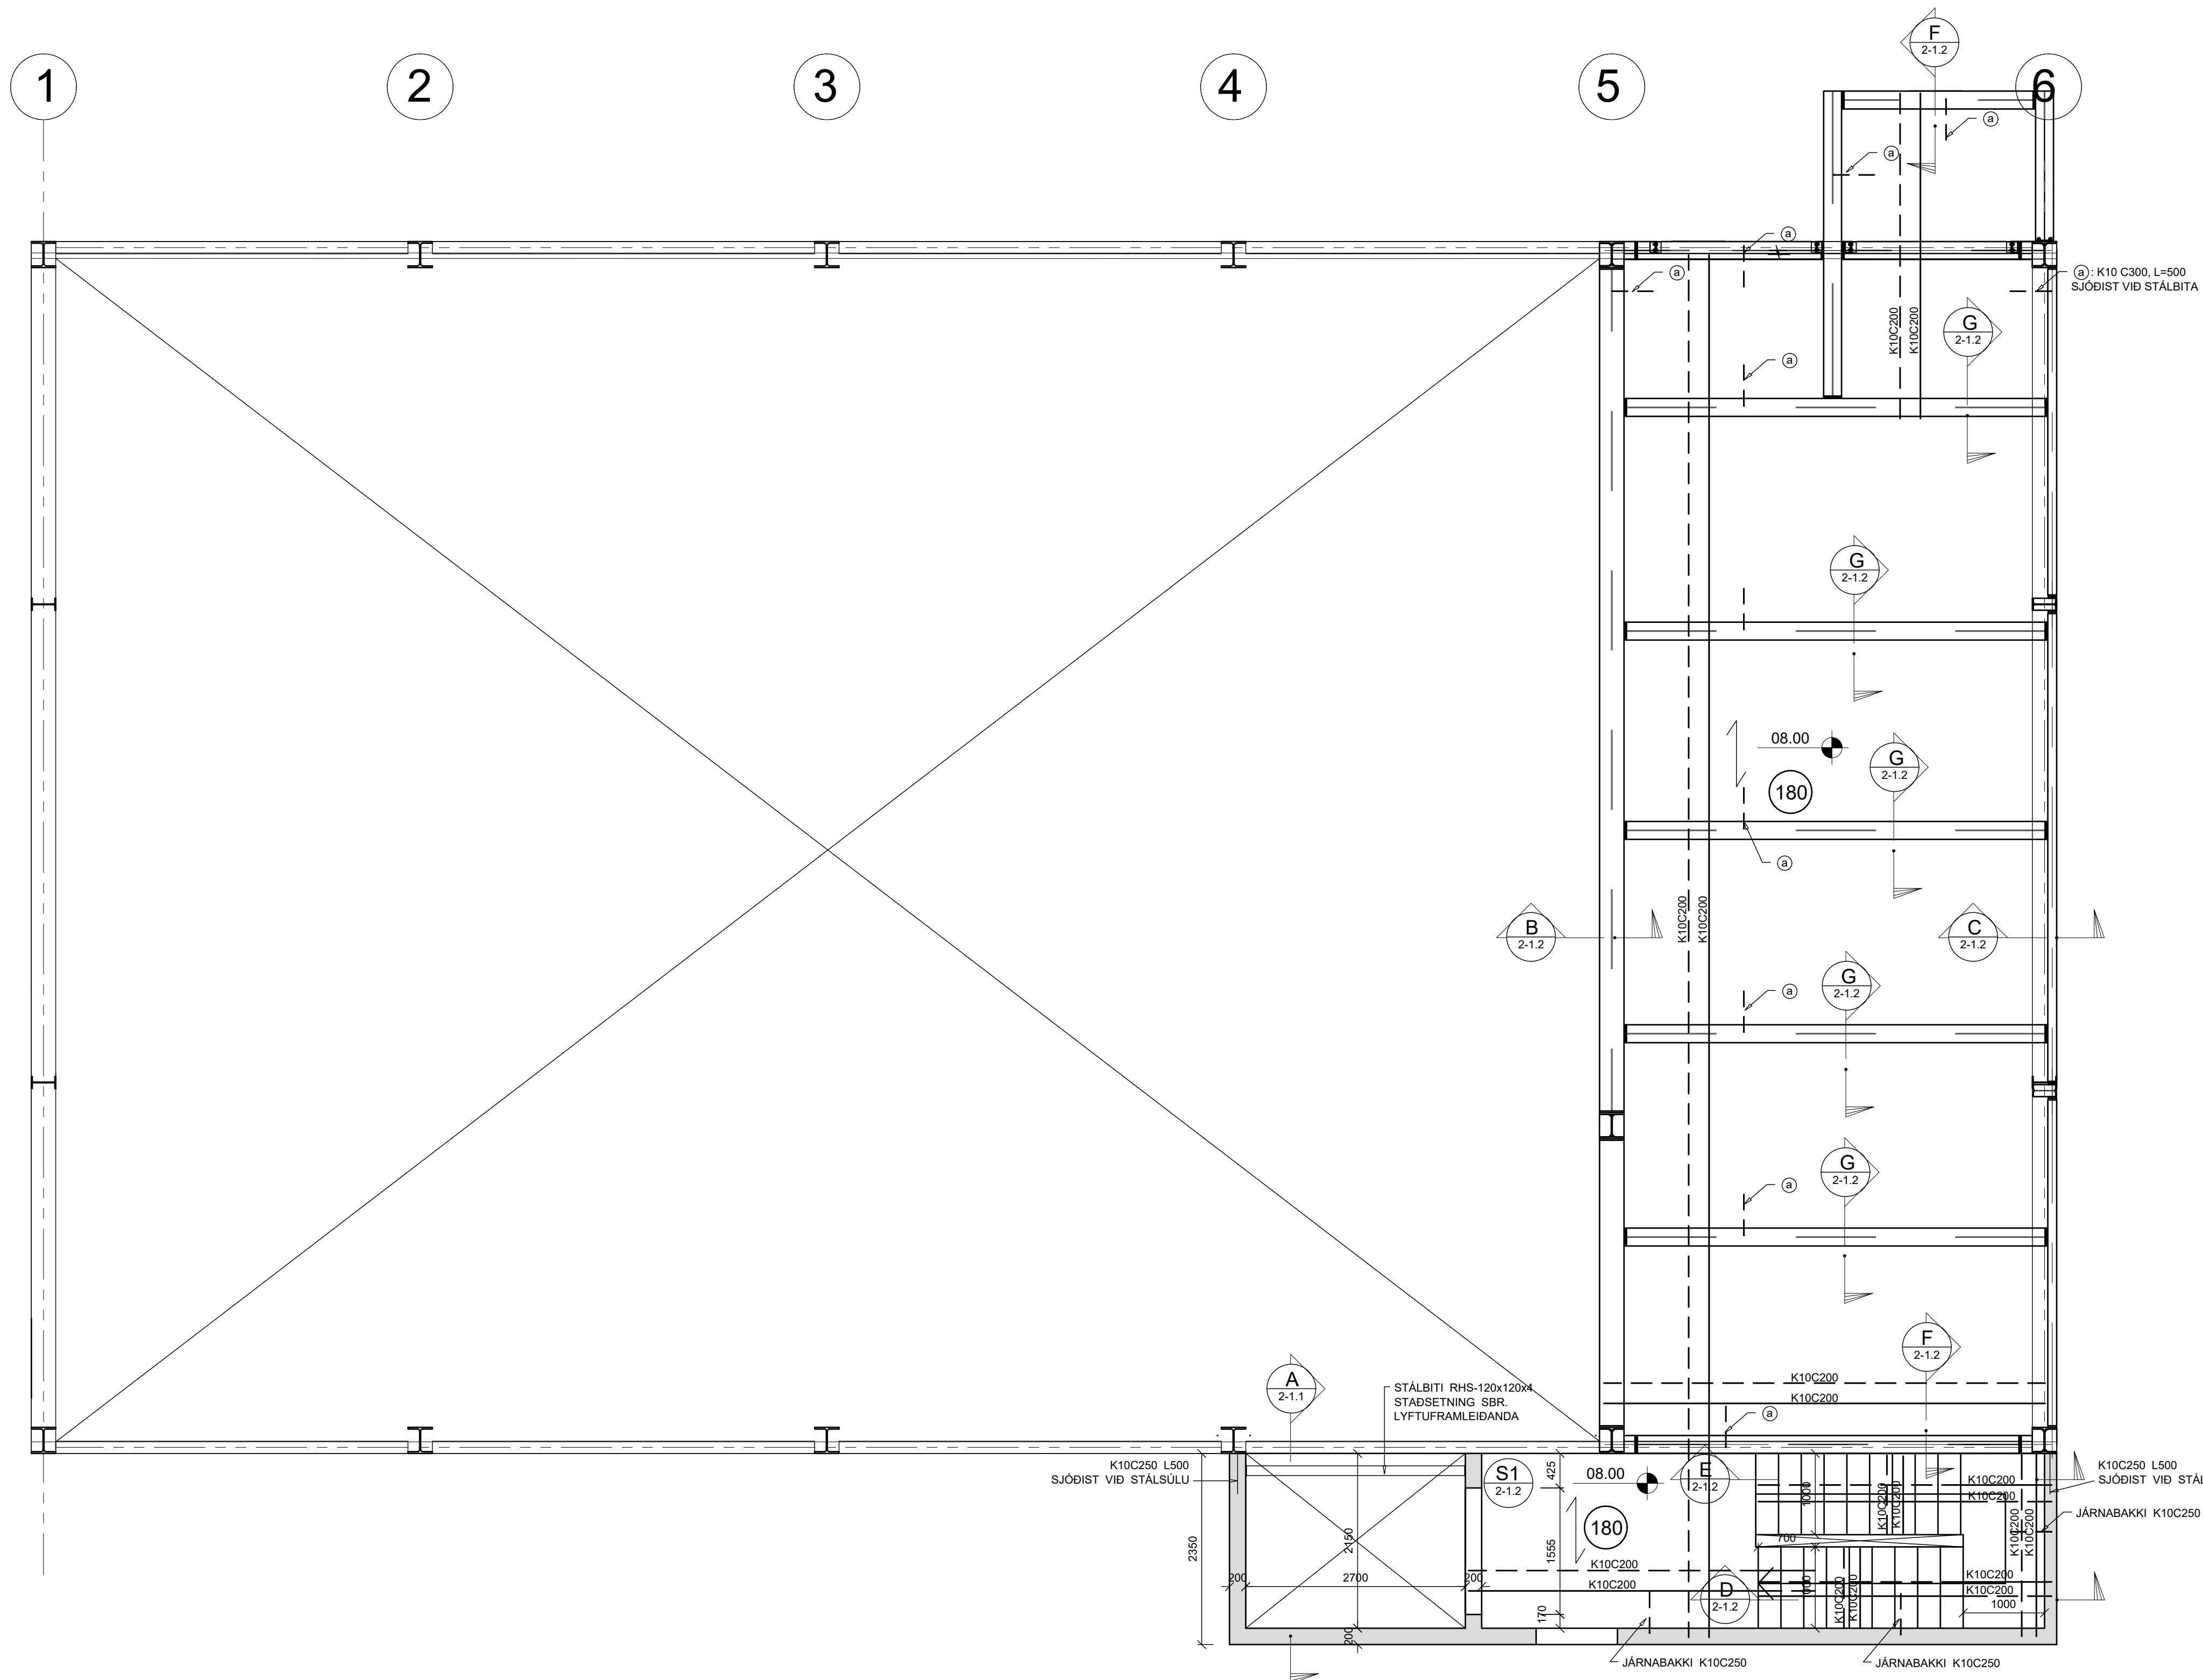 F
2-1.2
1
2
3
4
5
6
a
a
a
a
a : K10 C300, L=500
SJÓÐIST VIÐ STÁLBITA
G
2-1.2
K10C200
K10C200
a
G
2-1.2
08.00
G
2-1.2
180
a
K10C200
K10C200
B
2-1.2
C
2-1.2
G
2-1.2
a
G
2-1.2
a
F
2-1.2
A
2-1.1
STÁLBITI RHS-120x120x4
STAÐSETNING SBR.
LYFTUFRAMLEIÐANDA
K10C200
K10C200
a
K10C250 L500
SJÓÐIST VIÐ STÁLSÚLU
S1
2-1.2
425
08.00
E
2-1.2
K10C200
K10C200
K10C250 L500
SJÓÐIST VIÐ STÁL
JÁRNABAKKI K10C250
1000
K10C200
K10C200
K10C200
K10C200
180
2350
2150
1555
700
K10C200
K10C200
200
2700
200
D
2-1.2
1000
K10C200
K10C200
K10C200
K10C200
1000
170
200
JÁRNABAKKI K10C250
JÁRNABAKKI K10C250